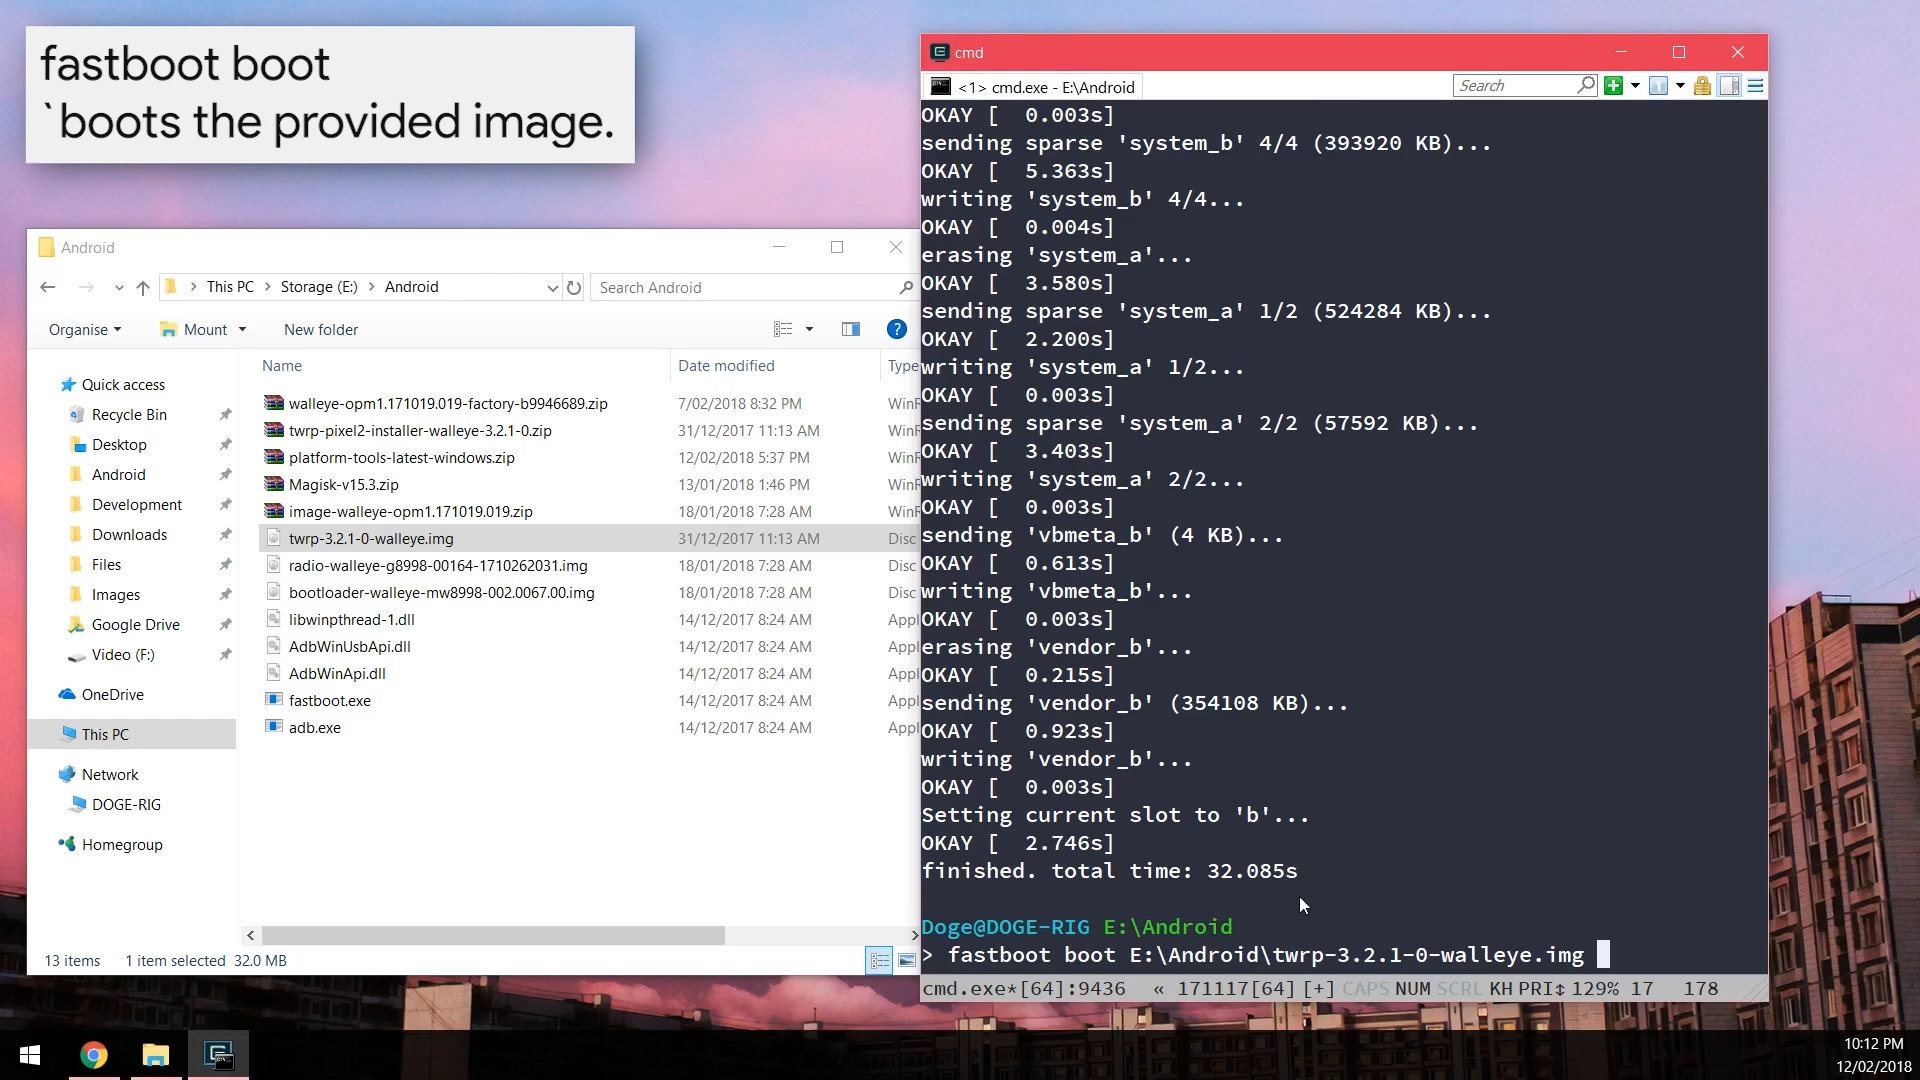 fastboot boot
`boots the provided image.
Android
This PC > Storage (E:) > Android
Search Android
Organise
Mount
New folder
Name
Date modified
Type
Quick access
Recycle Bin
Desktop
Android
Development
Downloads
Files
Images
Google Drive
Video (F:)
OneDrive
This PC
Network
DOGE-RIG
Homegroup
walleye-opm1.171019.019-factory-b9946689.zip 7/02/2018 8:32 PM WinR
twrp-pixel2-installer-walleye-3.2.1-0.zip 31/12/2017 11:13 AM WinR
platform-tools-latest-windows.zip 12/02/2018 5:37 PM WinR
Magisk-v15.3.zip 13/01/2018 1:46 PM WinR
image-walleye-opm1.171019.019.zip 18/01/2018 7:28 AM WinR
twrp-3.2.1-0-walleye.img 31/12/2017 11:13 AM Disc
radio-walleye-g8998-00164-1710262031.img 18/01/2018 7:28 AM Disc
bootloader-walleye-mw8998-002.0067.00.img 18/01/2018 7:28 AM Disc
libwinpthread-1.dll 14/12/2017 8:24 AM Appl
AdbWinUsbApi.dll 14/12/2017 8:24 AM Appl
AdbWinApi.dll 14/12/2017 8:24 AM Appl
fastboot.exe 14/12/2017 8:24 AM Appl
adb.exe 14/12/2017 8:24 AM Appl
13 items 1 item selected 32.0 MB
cmd
<1> cmd.exe - E:\Android
Search
OKAY [  0.003s]
sending sparse 'system_b' 4/4 (393920 KB)...
OKAY [  5.363s]
writing 'system_b' 4/4...
OKAY [  0.004s]
erasing 'system_a'...
OKAY [  3.580s]
sending sparse 'system_a' 1/2 (524284 KB)...
OKAY [  2.200s]
writing 'system_a' 1/2...
OKAY [  0.003s]
sending sparse 'system_a' 2/2 (57592 KB)...
OKAY [  3.403s]
writing 'system_a' 2/2...
OKAY [  0.003s]
sending 'vbmeta_b' (4 KB)...
OKAY [  0.613s]
writing 'vbmeta_b'...
OKAY [  0.003s]
erasing 'vendor_b'...
OKAY [  0.215s]
sending 'vendor_b' (354108 KB)...
OKAY [  0.923s]
writing 'vendor_b'...
OKAY [  0.003s]
Setting current slot to 'b'...
OKAY [  2.746s]
finished. total time: 32.085s
Doge@DOGE-RIG E:\Android
> fastboot boot E:\Android\twrp-3.2.1-0-walleye.img
cmd.exe*[64]:9436 « 171117[64] [+] CAPS NUM SCRL KH PRI↕ 129% 17 178
10:12 PM
12/02/2018